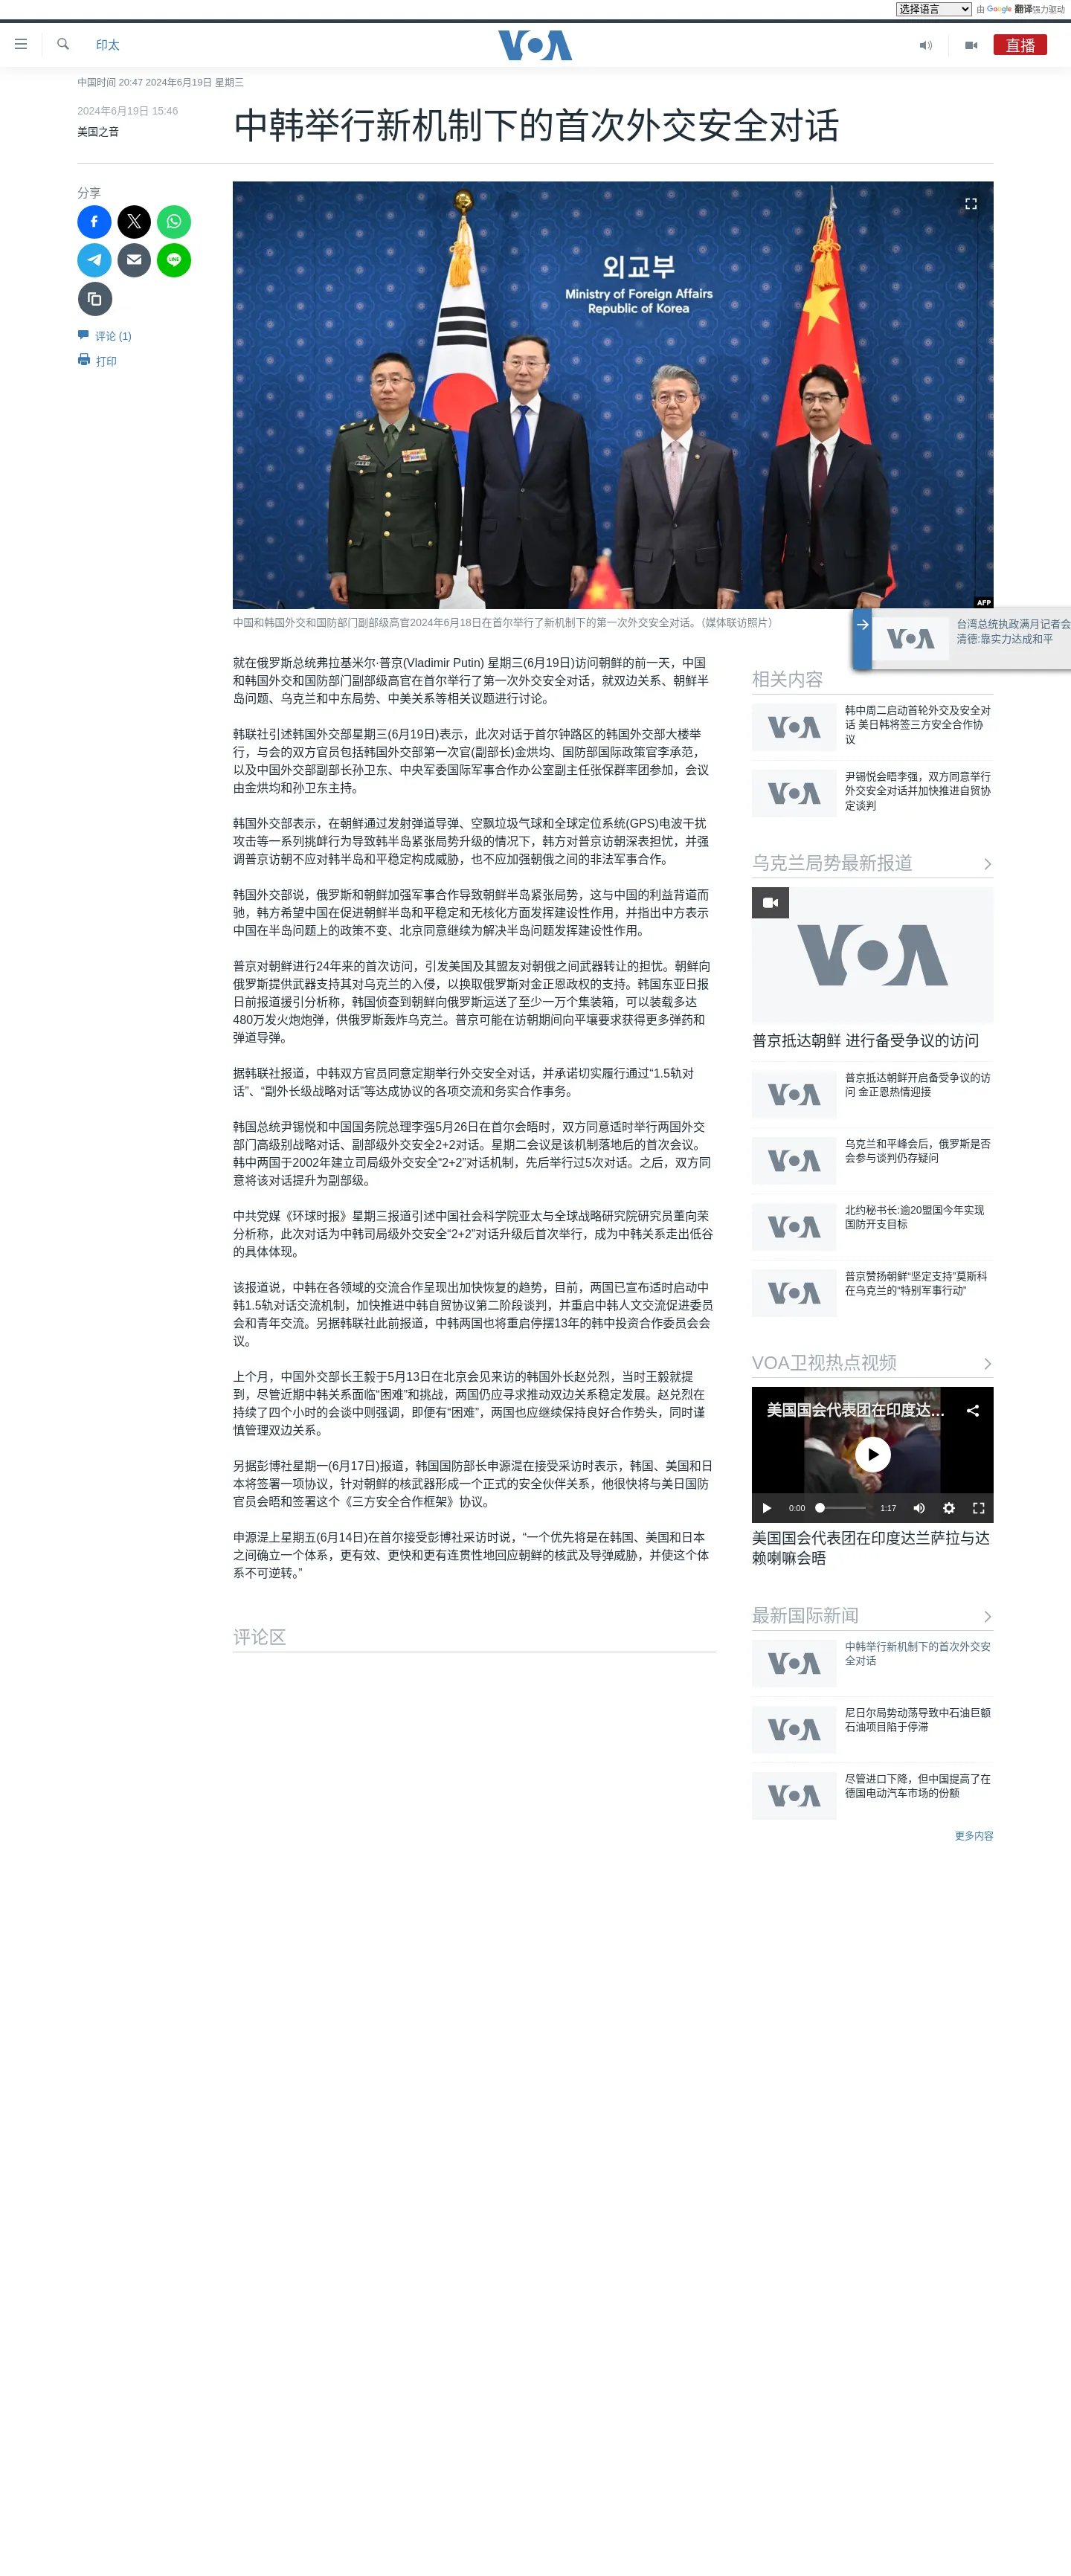 选择语言 由 Google 翻译强力驱动
印太
VOA
直播
中国时间 20:47 2024年6月19日 星期三
2024年6月19日 15:46
美国之音
中韩举行新机制下的首次外交安全对话
分享
评论 (1)
打印
외교부
Ministry of Foreign Affairs
Republic of Korea
AFP
中国和韩国外交和国防部门副部级高官2024年6月18日在首尔举行了新机制下的第一次外交安全对话。（媒体联访照片）
台湾总统执政满月记者会
清德:靠实力达成和平
就在俄罗斯总统弗拉基米尔·普京(Vladimir Putin) 星期三(6月19日)访问朝鲜的前一天，中国
和韩国外交和国防部门副部级高官在首尔举行了第一次外交安全对话，就双边关系、朝鲜半
岛问题、乌克兰和中东局势、中美关系等相关议题进行讨论。
韩联社引述韩国外交部星期三(6月19日)表示，此次对话于首尔钟路区的韩国外交部大楼举
行，与会的双方官员包括韩国外交部第一次官(副部长)金烘均、国防部国际政策官李承范，
以及中国外交部副部长孙卫东、中央军委国际军事合作办公室副主任张保群率团参加，会议
由金烘均和孙卫东主持。
韩国外交部表示，在朝鲜通过发射弹道导弹、空飘垃圾气球和全球定位系统(GPS)电波干扰
攻击等一系列挑衅行为导致韩半岛紧张局势升级的情况下，韩方对普京访朝深表担忧，并强
调普京访朝不应对韩半岛和平稳定构成威胁，也不应加强朝俄之间的非法军事合作。
韩国外交部说，俄罗斯和朝鲜加强军事合作导致朝鲜半岛紧张局势，这与中国的利益背道而
驰，韩方希望中国在促进朝鲜半岛和平稳定和无核化方面发挥建设性作用，并指出中方表示
中国在半岛问题上的政策不变、北京同意继续为解决半岛问题发挥建设性作用。
普京对朝鲜进行24年来的首次访问，引发美国及其盟友对朝俄之间武器转让的担忧。朝鲜向
俄罗斯提供武器支持其对乌克兰的入侵，以换取俄罗斯对金正恩政权的支持。韩国东亚日报
日前报道援引分析称，韩国侦查到朝鲜向俄罗斯运送了至少一万个集装箱，可以装载多达
480万发火炮炮弹，供俄罗斯轰炸乌克兰。普京可能在访朝期间向平壤要求获得更多弹药和
弹道导弹。
据韩联社报道，中韩双方官员同意定期举行外交安全对话，并承诺切实履行通过“1.5轨对
话”、“副外长级战略对话”等达成协议的各项交流和务实合作事务。
韩国总统尹锡悦和中国国务院总理李强5月26日在首尔会晤时，双方同意适时举行两国外交
部门高级别战略对话、副部级外交安全2+2对话。星期二会议是该机制落地后的首次会议。
韩中两国于2002年建立司局级外交安全“2+2”对话机制，先后举行过5次对话。之后，双方同
意将该对话提升为副部级。
中共党媒《环球时报》星期三报道引述中国社会科学院亚太与全球战略研究院研究员董向荣
分析称，此次对话为中韩司局级外交安全“2+2”对话升级后首次举行，成为中韩关系走出低谷
的具体体现。
该报道说，中韩在各领域的交流合作呈现出加快恢复的趋势，目前，两国已宣布适时启动中
韩1.5轨对话交流机制，加快推进中韩自贸协议第二阶段谈判，并重启中韩人文交流促进委员
会和青年交流。另据韩联社此前报道，中韩两国也将重启停摆13年的韩中投资合作委员会会
议。
上个月，中国外交部长王毅于5月13日在北京会见来访的韩国外长赵兑烈，当时王毅就提
到，尽管近期中韩关系面临“困难”和挑战，两国仍应寻求推动双边关系稳定发展。赵兑烈在
持续了四个小时的会谈中则强调，即便有“困难”，两国也应继续保持良好合作势头，同时谨
慎管理双边关系。
另据彭博社星期一(6月17日)报道，韩国国防部长申源湜在接受采访时表示，韩国、美国和日
本将签署一项协议，针对朝鲜的核武器形成一个正式的安全伙伴关系，他很快将与美日国防
官员会晤和签署这个《三方安全合作框架》协议。
申源湜上星期五(6月14日)在首尔接受彭博社采访时说，“一个优先将是在韩国、美国和日本
之间确立一个体系，更有效、更快和更有连贯性地回应朝鲜的核武及导弹威胁，并使这个体
系不可逆转。”
评论区
相关内容
韩中周二启动首轮外交及安全对
话 美日韩将签三方安全合作协
议
尹锡悦会晤李强，双方同意举行
外交安全对话并加快推进自贸协
定谈判
乌克兰局势最新报道
普京抵达朝鲜 进行备受争议的访问
普京抵达朝鲜开启备受争议的访
问 金正恩热情迎接
乌克兰和平峰会后，俄罗斯是否
会参与谈判仍存疑问
北约秘书长:逾20盟国今年实现
国防开支目标
普京赞扬朝鲜“坚定支持”莫斯科
在乌克兰的“特别军事行动”
VOA卫视热点视频
美国国会代表团在印度达...
0:00 1:17
美国国会代表团在印度达兰萨拉与达
赖喇嘛会晤
最新国际新闻
中韩举行新机制下的首次外交安
全对话
尼日尔局势动荡导致中石油巨额
石油项目陷于停滞
尽管进口下降，但中国提高了在
德国电动汽车市场的份额
更多内容